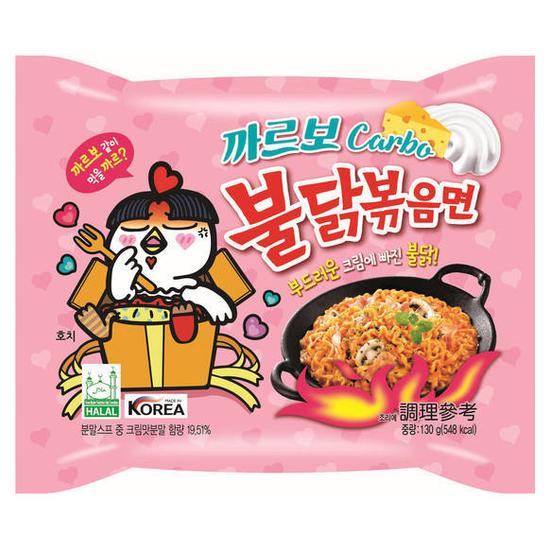 까르보 Carbo
불닭볶음면
부드러운 크림에 빠진 불닭!
까르보 같이
먹을 까르?
호치
HALAL
MADE IN
KOREA
분말스프 중 크림맛분말 함량 19.51%
조리예 調理參考
중량:130 g(548 kcal)